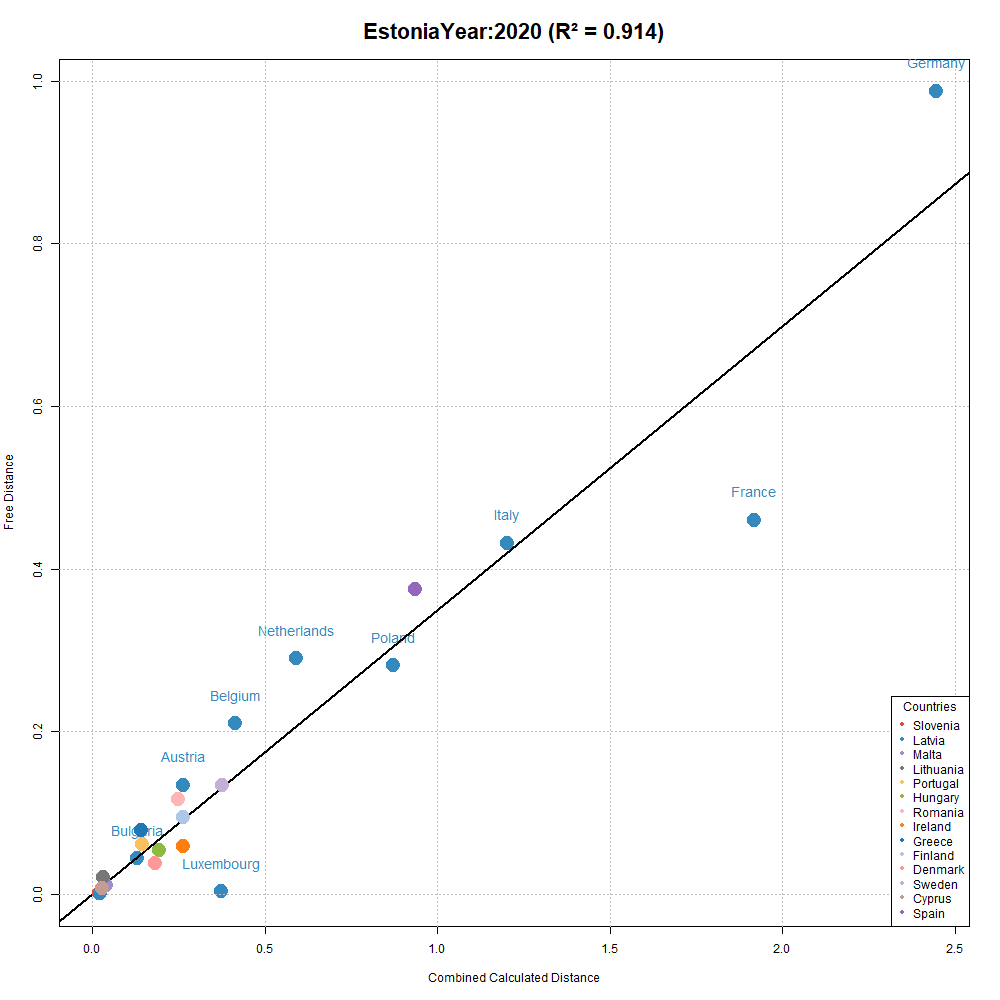 EstoniaYear:2020 (R² = 0.914)
Germany
France
Italy
Netherlands
Poland
Belgium
Austria
Bulgaria
Luxembourg
Free Distance
1.0
0.8
0.6
0.4
0.2
0.0
Countries
Slovenia
Latvia
Malta
Lithuania
Portugal
Hungary
Romania
Ireland
Greece
Finland
Denmark
Sweden
Cyprus
Spain
0.0 0.5 1.0 1.5 2.0 2.5
Combined Calculated Distance